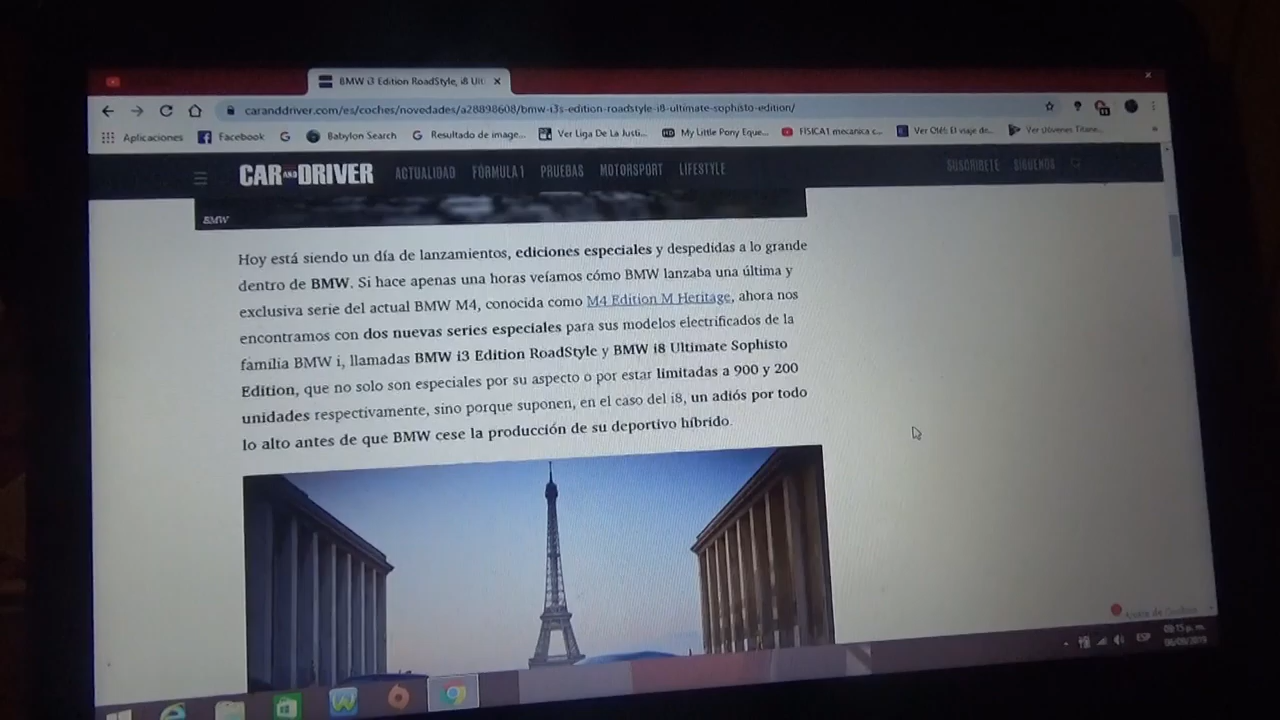 BMW i3 Edition RoadStyle, i8 Ult
caranddriver.com/es/coches/novedades/a28898608/bmw-i3s-edition-roadstyle-i8-ultimate-sophisto-edition/
Aplicaciones Facebook Babylon Search Resultado de image... Ver Liga De La Justi... My Little Pony Eque... FISICA1 mecanica c... Ver Olé: El viaje de... Ver Jóvenes Titane...
CAR AND DRIVER ACTUALIDAD FÓRMULA 1 PRUEBAS MOTORSPORT LIFESTYLE SUSCRÍBETE SÍGUENOS
BMW
Hoy está siendo un día de lanzamientos, ediciones especiales y despedidas a lo grande
dentro de BMW. Si hace apenas una horas veíamos cómo BMW lanzaba una última y
exclusiva serie del actual BMW M4, conocida como M4 Edition M Heritage, ahora nos
encontramos con dos nuevas series especiales para sus modelos electrificados de la
familia BMW i, llamadas BMW i3 Edition RoadStyle y BMW i8 Ultimate Sophisto
Edition, que no solo son especiales por su aspecto o por estar limitadas a 900 y 200
unidades respectivamente, sino porque suponen, en el caso del i8, un adiós por todo
lo alto antes de que BMW cese la producción de su deportivo híbrido.
Ajustes de Cookies
ESP
06/09/2019